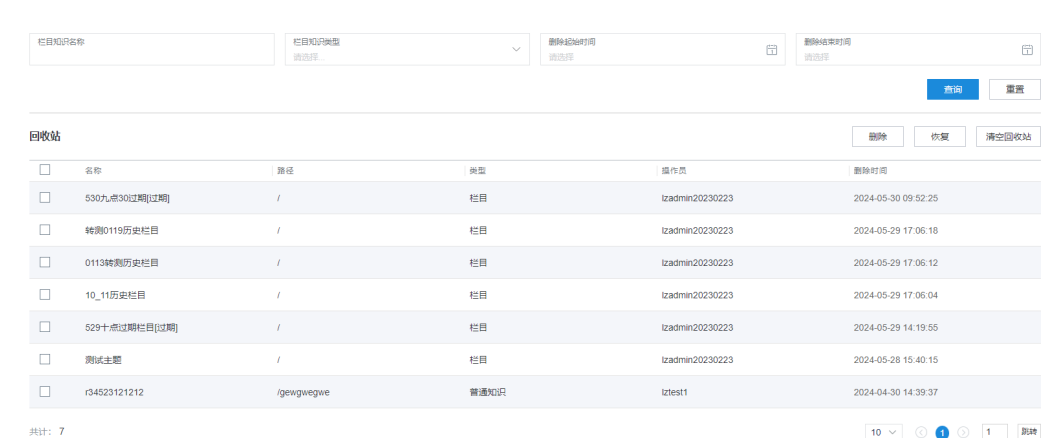 栏目知识名称 栏目知识类型 删除起始时间 删除结束时间
请选择... 请选择 请选择
查询 重置
回收站 删除 恢复 清空回收站
名称 路径 类型 操作员 删除时间
530九点30过期[过期] / 栏目 lzadmin20230223 2024-05-30 09:52:25
转测0119历史栏目 / 栏目 lzadmin20230223 2024-05-29 17:06:18
0113转测历史栏目 / 栏目 lzadmin20230223 2024-05-29 17:06:12
10_11历史栏目 / 栏目 lzadmin20230223 2024-05-29 17:06:04
529十点过期栏目[过期] / 栏目 lzadmin20230223 2024-05-29 14:19:55
测试主题 / 栏目 lzadmin20230223 2024-05-28 15:40:15
r34523121212 /gewgwegwe 普通知识 lztest1 2024-04-30 14:39:37
共计: 7 10 1 1 跳转